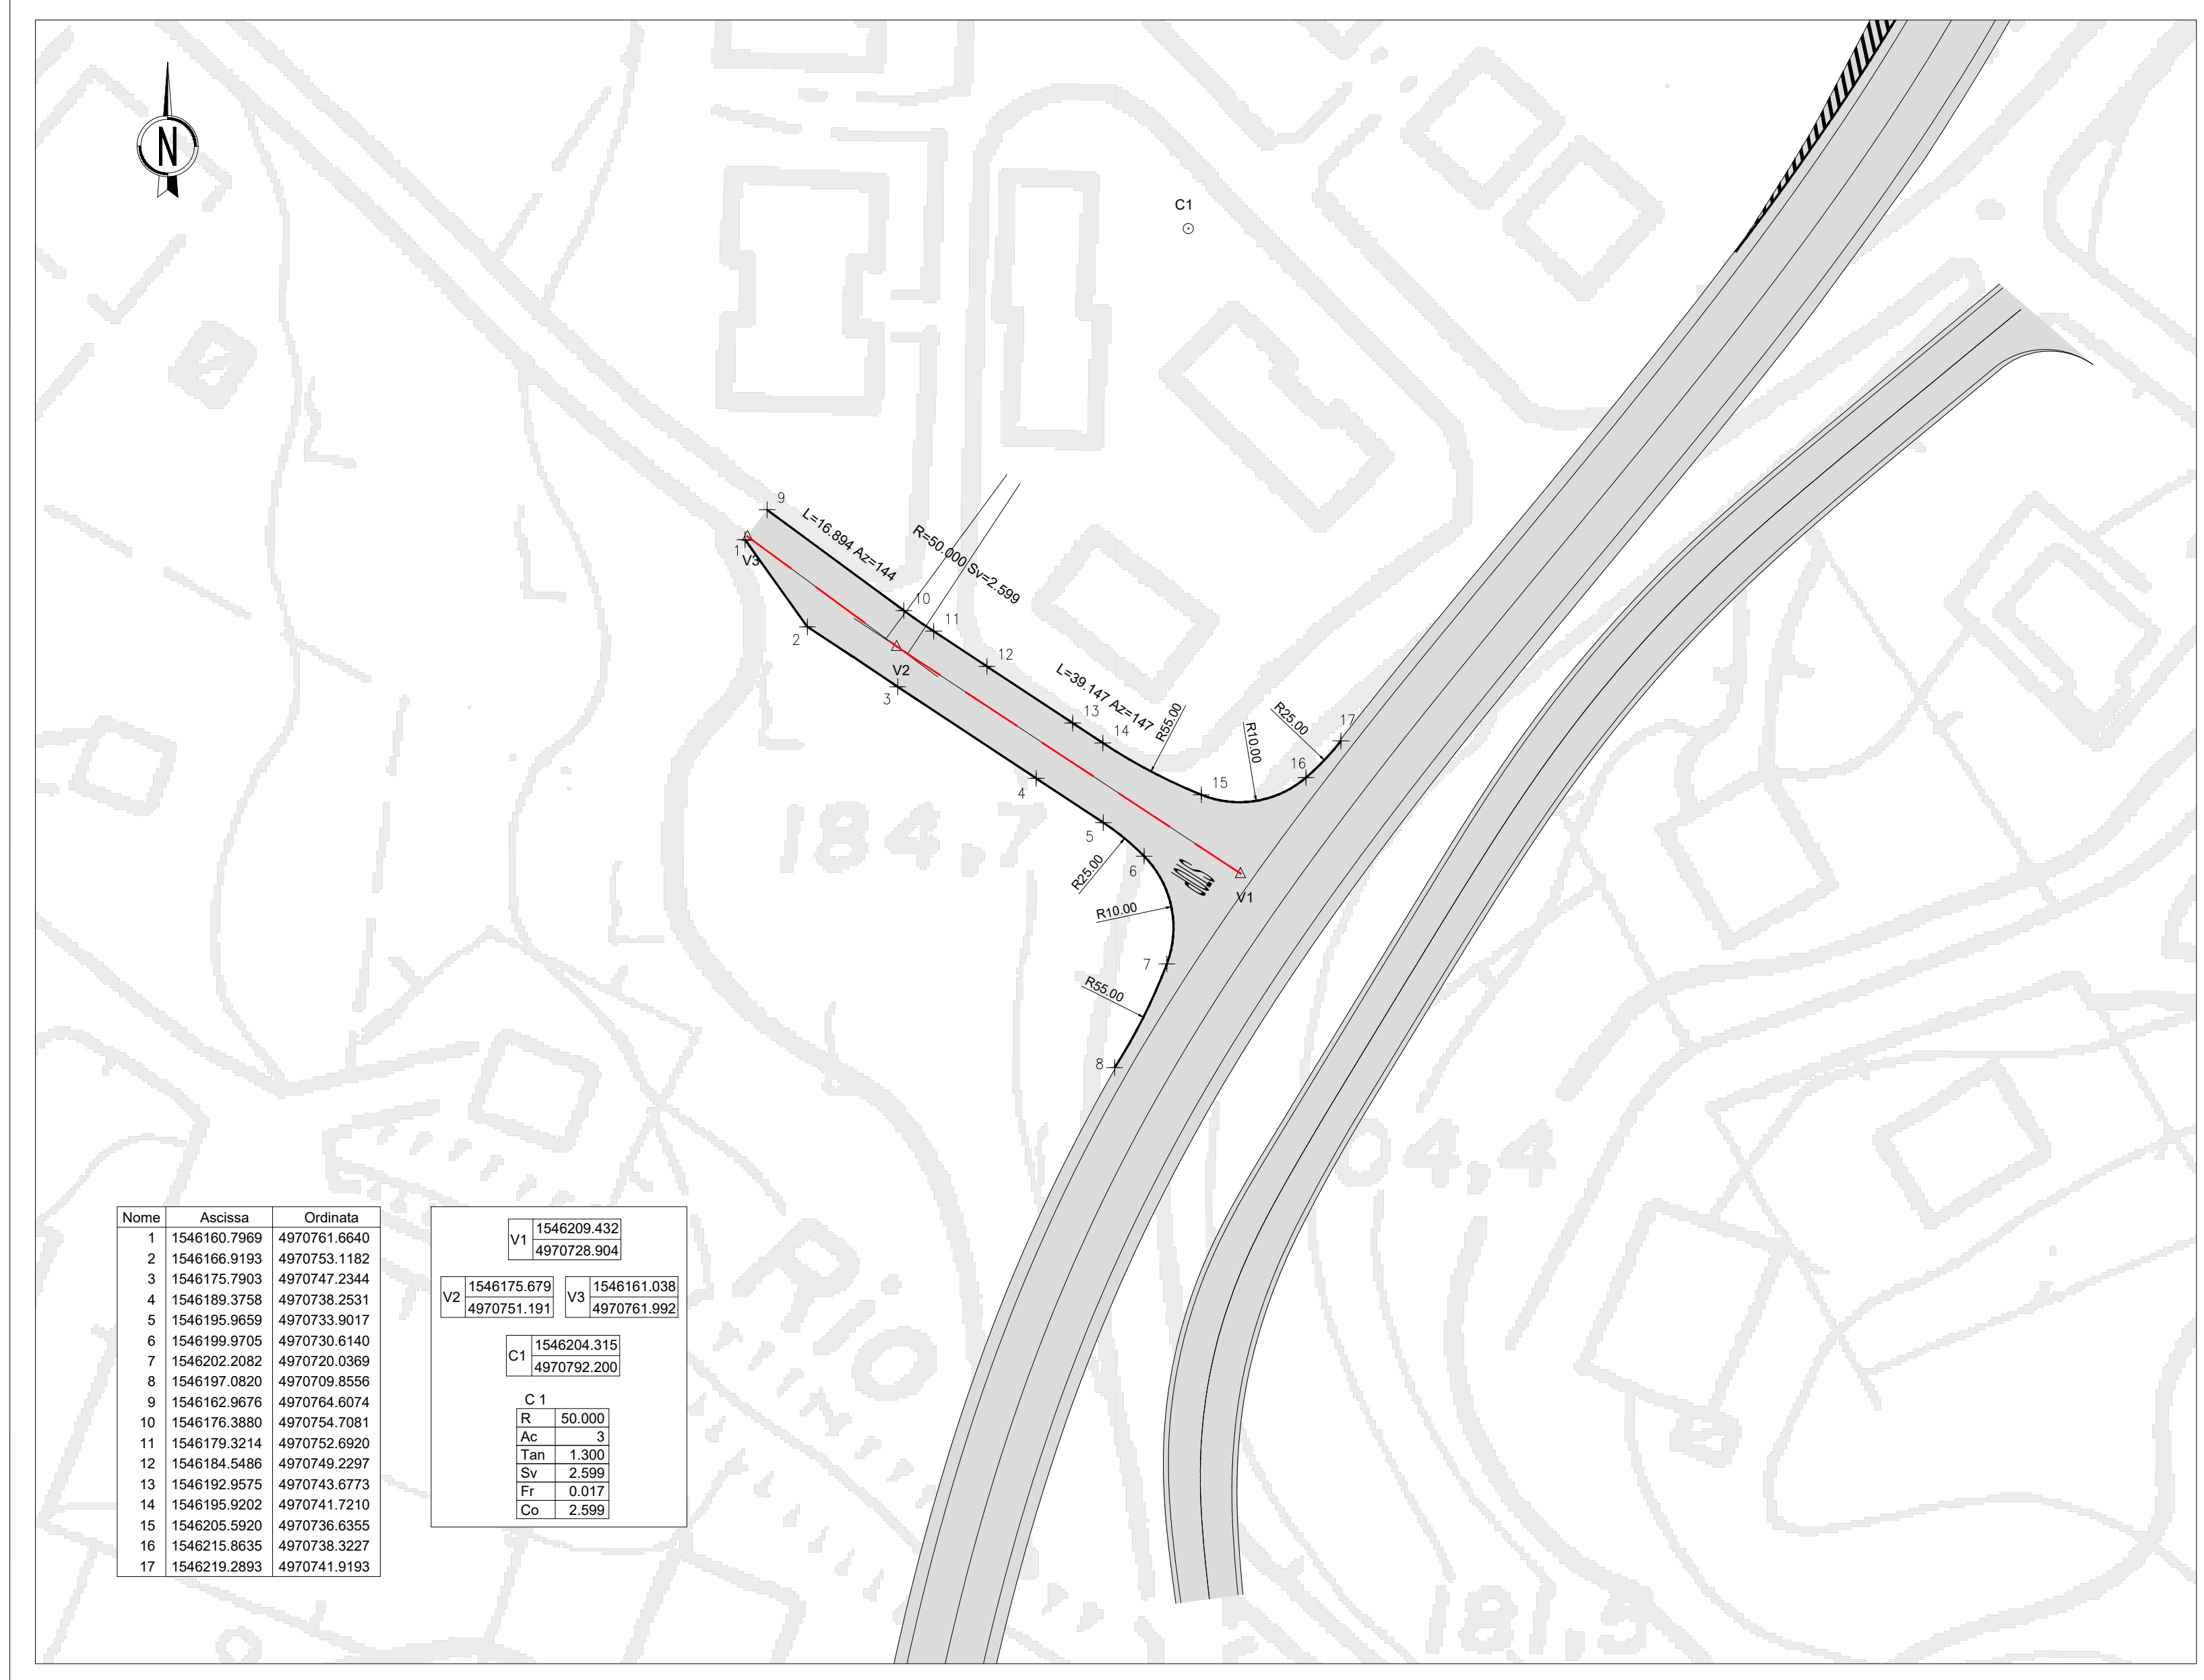 N
C1
9
L=16.894 Az=144
R=50.000 Sv=2.599
1
V3
10
11
2
V2
12
3
L=39.147 Az=147
13
14
R55.00
R10.00
R25.00
17
16
15
4
5
184,7
R25.00
6
V1
R10.00
7
R55.00
8
04,4
Rio
181,3
Nome Ascissa Ordinata
1 1546160.7969 4970761.6640
2 1546166.9193 4970753.1182
3 1546175.7903 4970747.2344
4 1546189.3758 4970738.2531
5 1546195.9659 4970733.9017
6 1546199.9705 4970730.6140
7 1546202.2082 4970720.0369
8 1546197.0820 4970709.8556
9 1546162.9676 4970764.6074
10 1546176.3880 4970754.7081
11 1546179.3214 4970752.6920
12 1546184.5486 4970749.2297
13 1546192.9575 4970743.6773
14 1546195.9202 4970741.7210
15 1546205.5920 4970736.6355
16 1546215.8635 4970738.3227
17 1546219.2893 4970741.9193
V1 1546209.432
4970728.904
V2 1546175.679
4970751.191
V3 1546161.038
4970761.992
C1 1546204.315
4970792.200
C 1
R 50.000
Ac 3
Tan 1.300
Sv 2.599
Fr 0.017
Co 2.599